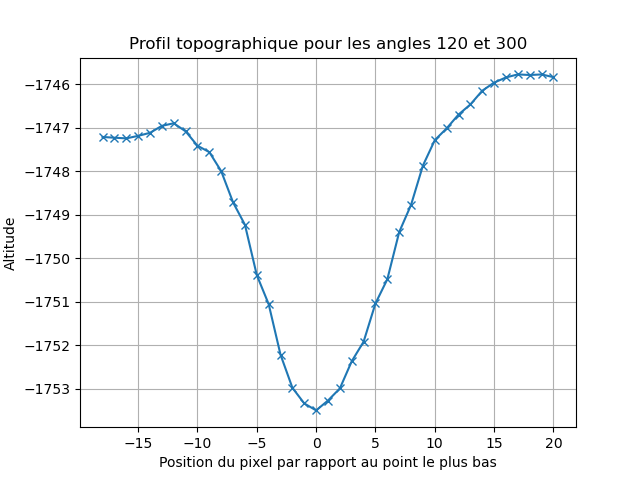 Profil topographique pour les angles 120 et 300
−1746
−1747
−1748
−1749
−1750
−1751
−1752
−1753
Altitude
−15 −10 −5 0 5 10 15 20
Position du pixel par rapport au point le plus bas